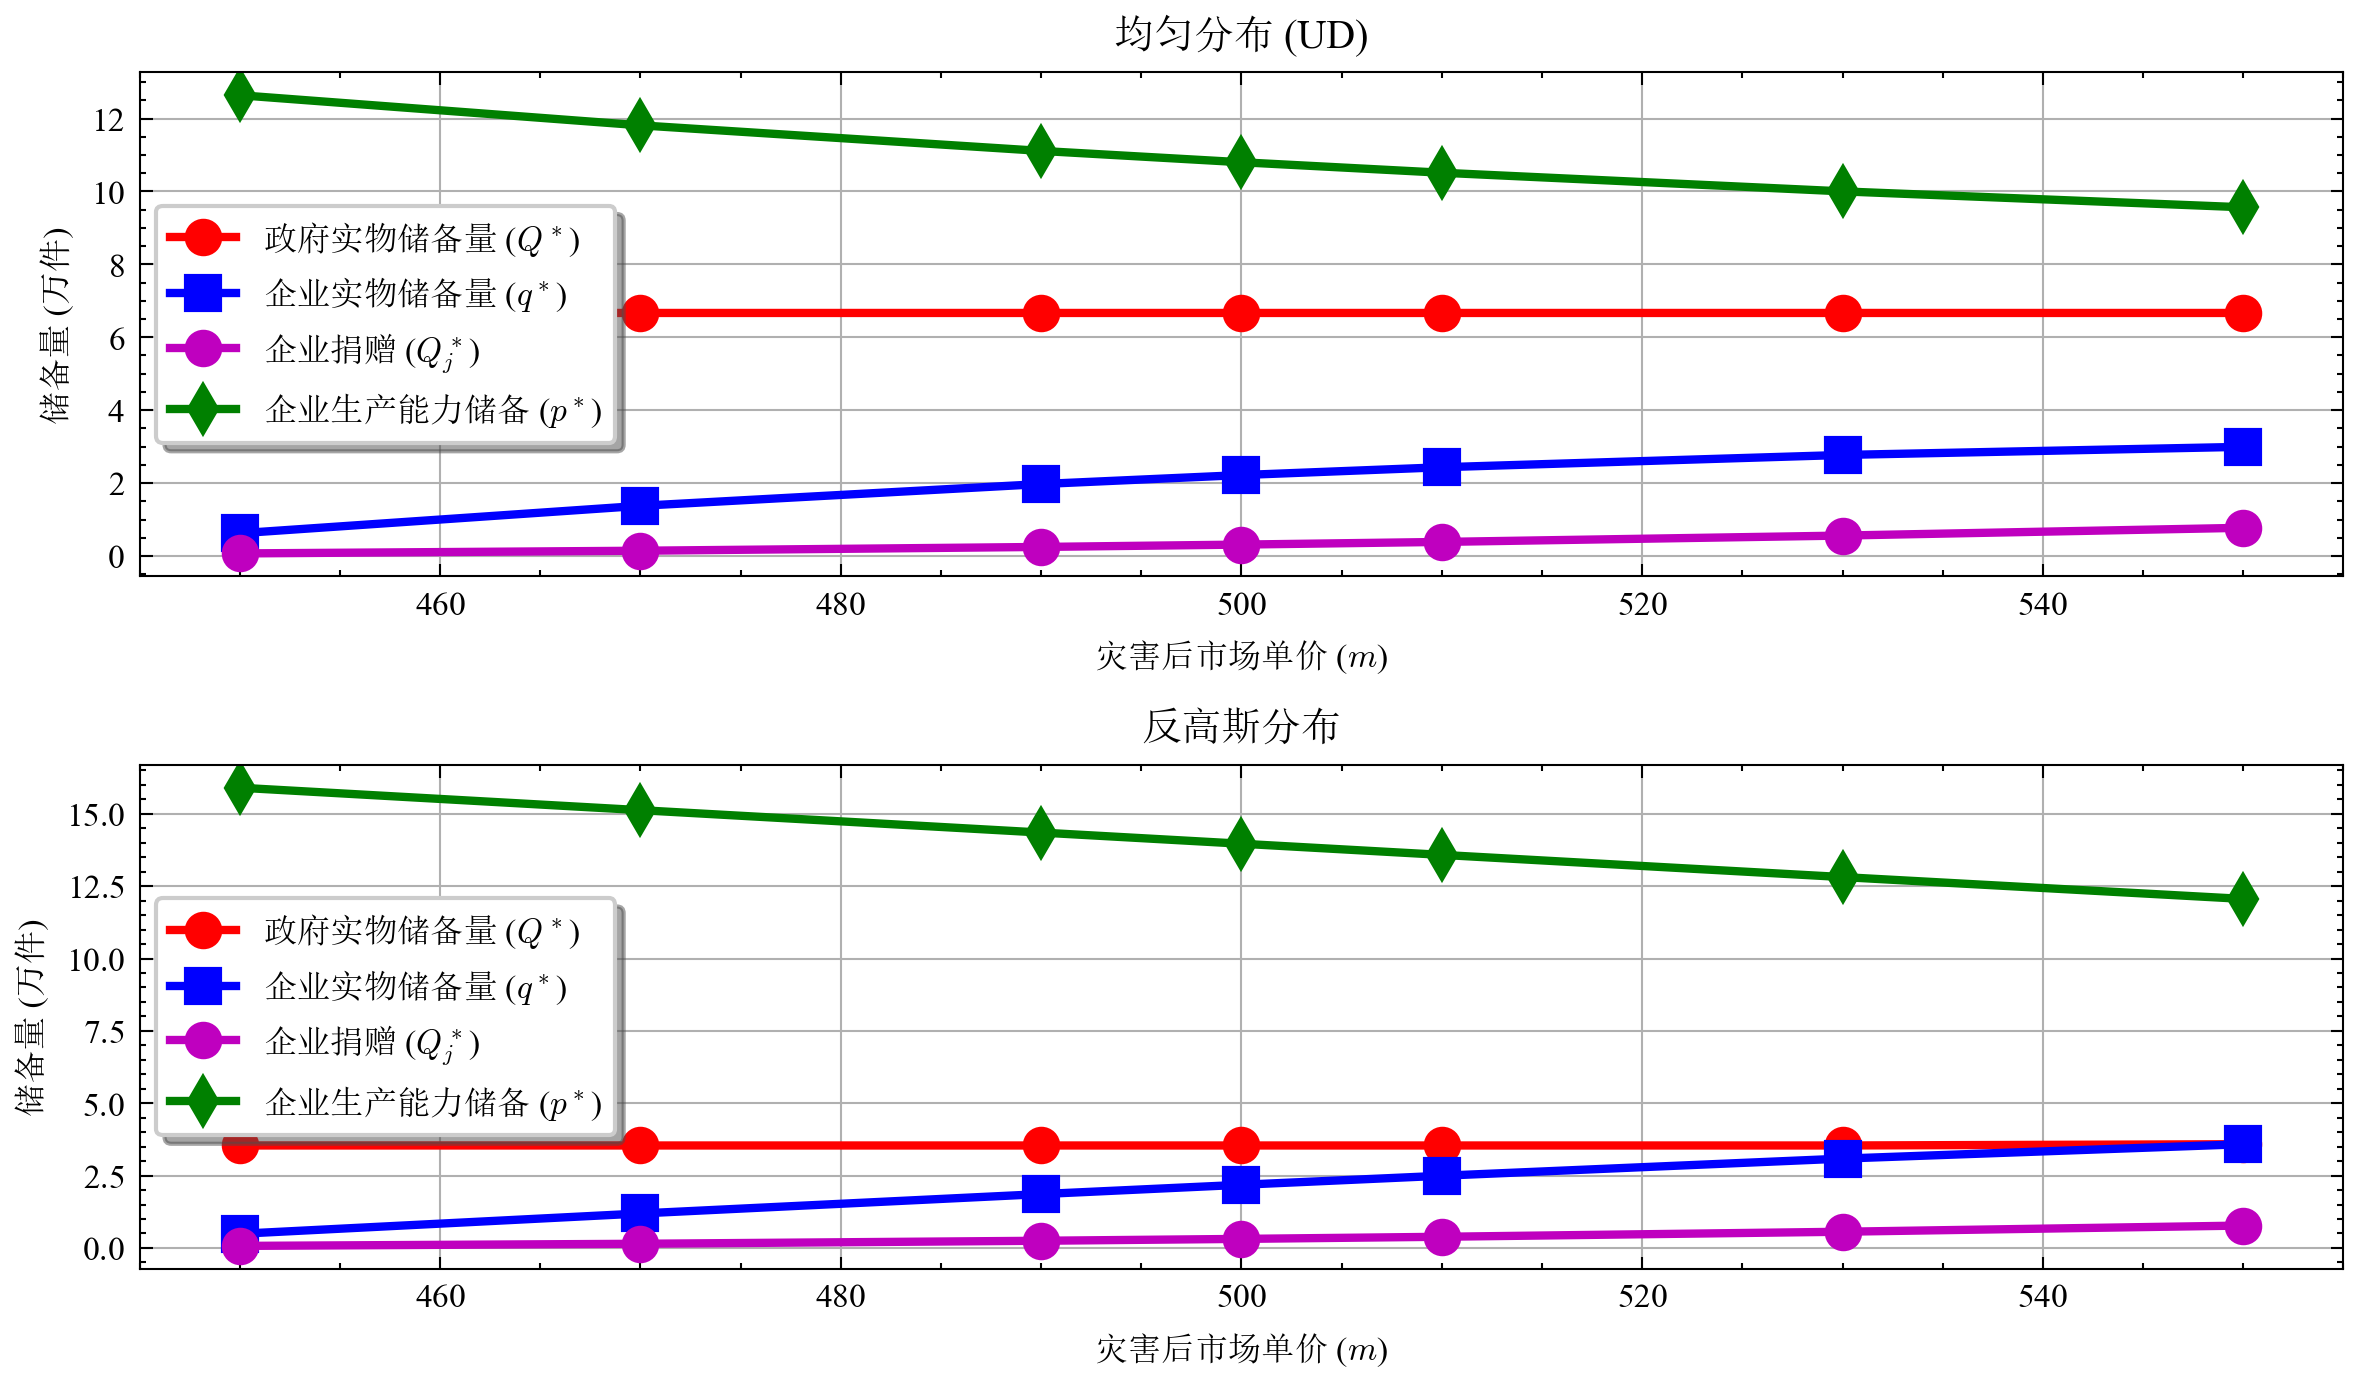 均匀分布 (UD)
储备量 (万件)
12
10
8
6
4
2
0
政府实物储备量 (Q*)
企业实物储备量 (q*)
企业捐赠 (Qj*)
企业生产能力储备 (p*)
460 480 500 520 540
灾害后市场单价 (m)
反高斯分布
储备量 (万件)
15.0
12.5
10.0
7.5
5.0
2.5
0.0
政府实物储备量 (Q*)
企业实物储备量 (q*)
企业捐赠 (Qj*)
企业生产能力储备 (p*)
460 480 500 520 540
灾害后市场单价 (m)